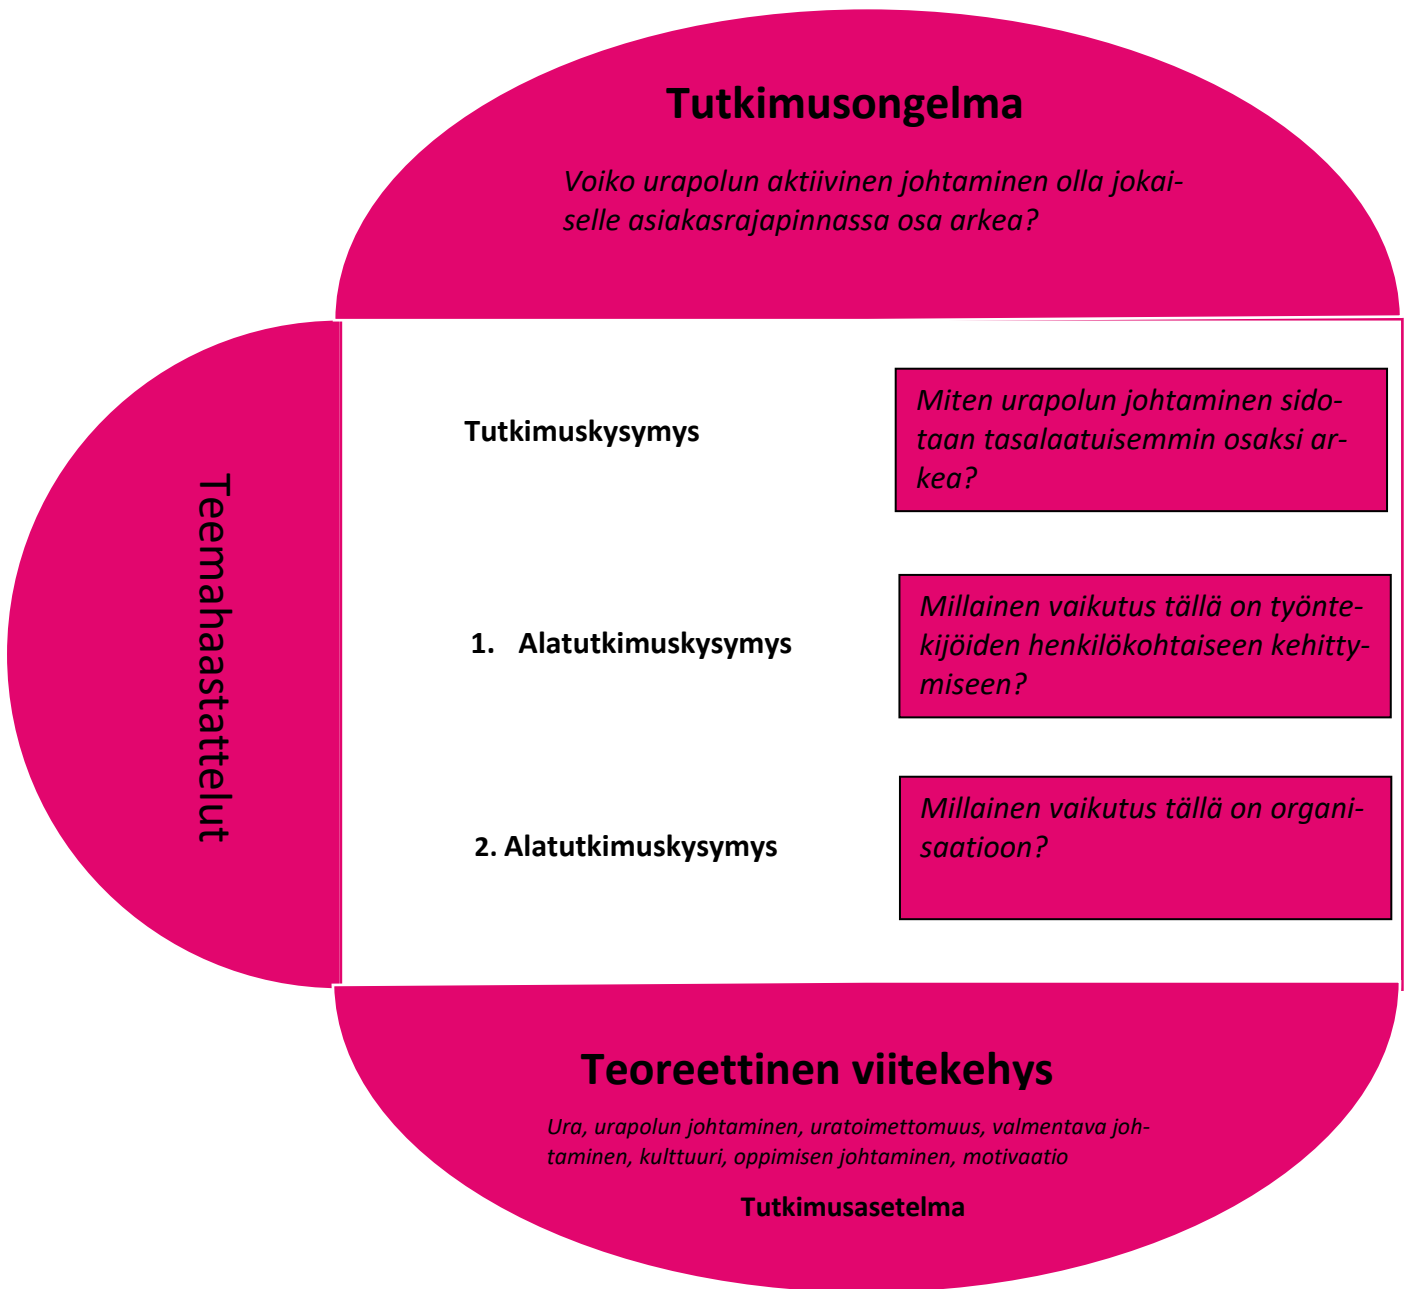 Tutkimusongelma
Voiko urapolun aktiivinen johtaminen olla jokai-
selle asiakasrajapinnassa osa arkea?
Teemahaastattelut
Tutkimuskysymys
Miten urapolun johtaminen sido-
taan tasalaatuisemmin osaksi ar-
kea?
1. Alatutkimuskysymys
Millainen vaikutus tällä on työnte-
kijöiden henkilökohtaiseen kehitty-
miseen?
2. Alatutkimuskysymys
Millainen vaikutus tällä on organi-
saatioon?
Teoreettinen viitekehys
Ura, urapolun johtaminen, uratoimettomuus, valmentava joh-
taminen, kulttuuri, oppimisen johtaminen, motivaatio
Tutkimusasetelma